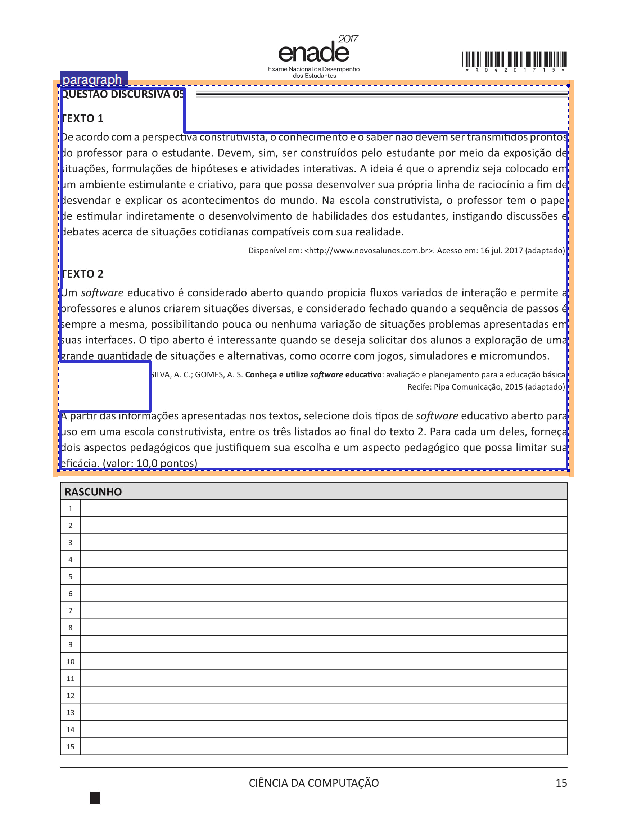 enade 2017
Exame Nacional de Desempenho
dos Estudantes
*R0420171S*
paragraph
QUESTÃO DISCURSIVA 05
TEXTO 1
De acordo com a perspectiva construtivista, o conhecimento e o saber não devem ser transmitidos prontos
do professor para o estudante. Devem, sim, ser construídos pelo estudante por meio da exposição de
situações, formulações de hipóteses e atividades interativas. A ideia é que o aprendiz seja colocado em
um ambiente estimulante e criativo, para que possa desenvolver sua própria linha de raciocínio a fim de
desvendar e explicar os acontecimentos do mundo. Na escola construtivista, o professor tem o papel
de estimular indiretamente o desenvolvimento de habilidades dos estudantes, instigando discussões e
debates acerca de situações cotidianas compatíveis com sua realidade.
Disponível em: <http://www.novosalunos.com.br>. Acesso em: 16 jul. 2017 (adaptado)
TEXTO 2
Um software educativo é considerado aberto quando propicia fluxos variados de interação e permite a
professores e alunos criarem situações diversas, e considerado fechado quando a sequência de passos é
sempre a mesma, possibilitando pouca ou nenhuma variação de situações problemas apresentadas em
suas interfaces. O tipo aberto é interessante quando se deseja solicitar dos alunos a exploração de uma
grande quantidade de situações e alternativas, como ocorre com jogos, simuladores e micromundos.
SILVA, A. C.; GOMES, A. S. Conheça e utilize software educativo: avaliação e planejamento para a educação básica
Recife: Pipa Comunicação, 2015 (adaptado)
A partir das informações apresentadas nos textos, selecione dois tipos de software educativo aberto para
uso em uma escola construtivista, entre os três listados ao final do texto 2. Para cada um deles, forneça
dois aspectos pedagógicos que justifiquem sua escolha e um aspecto pedagógico que possa limitar sua
eficácia. (valor: 10,0 pontos)
RASCUNHO
1
2
3
4
5
6
7
8
9
10
11
12
13
14
15
CIÊNCIA DA COMPUTAÇÃO 15